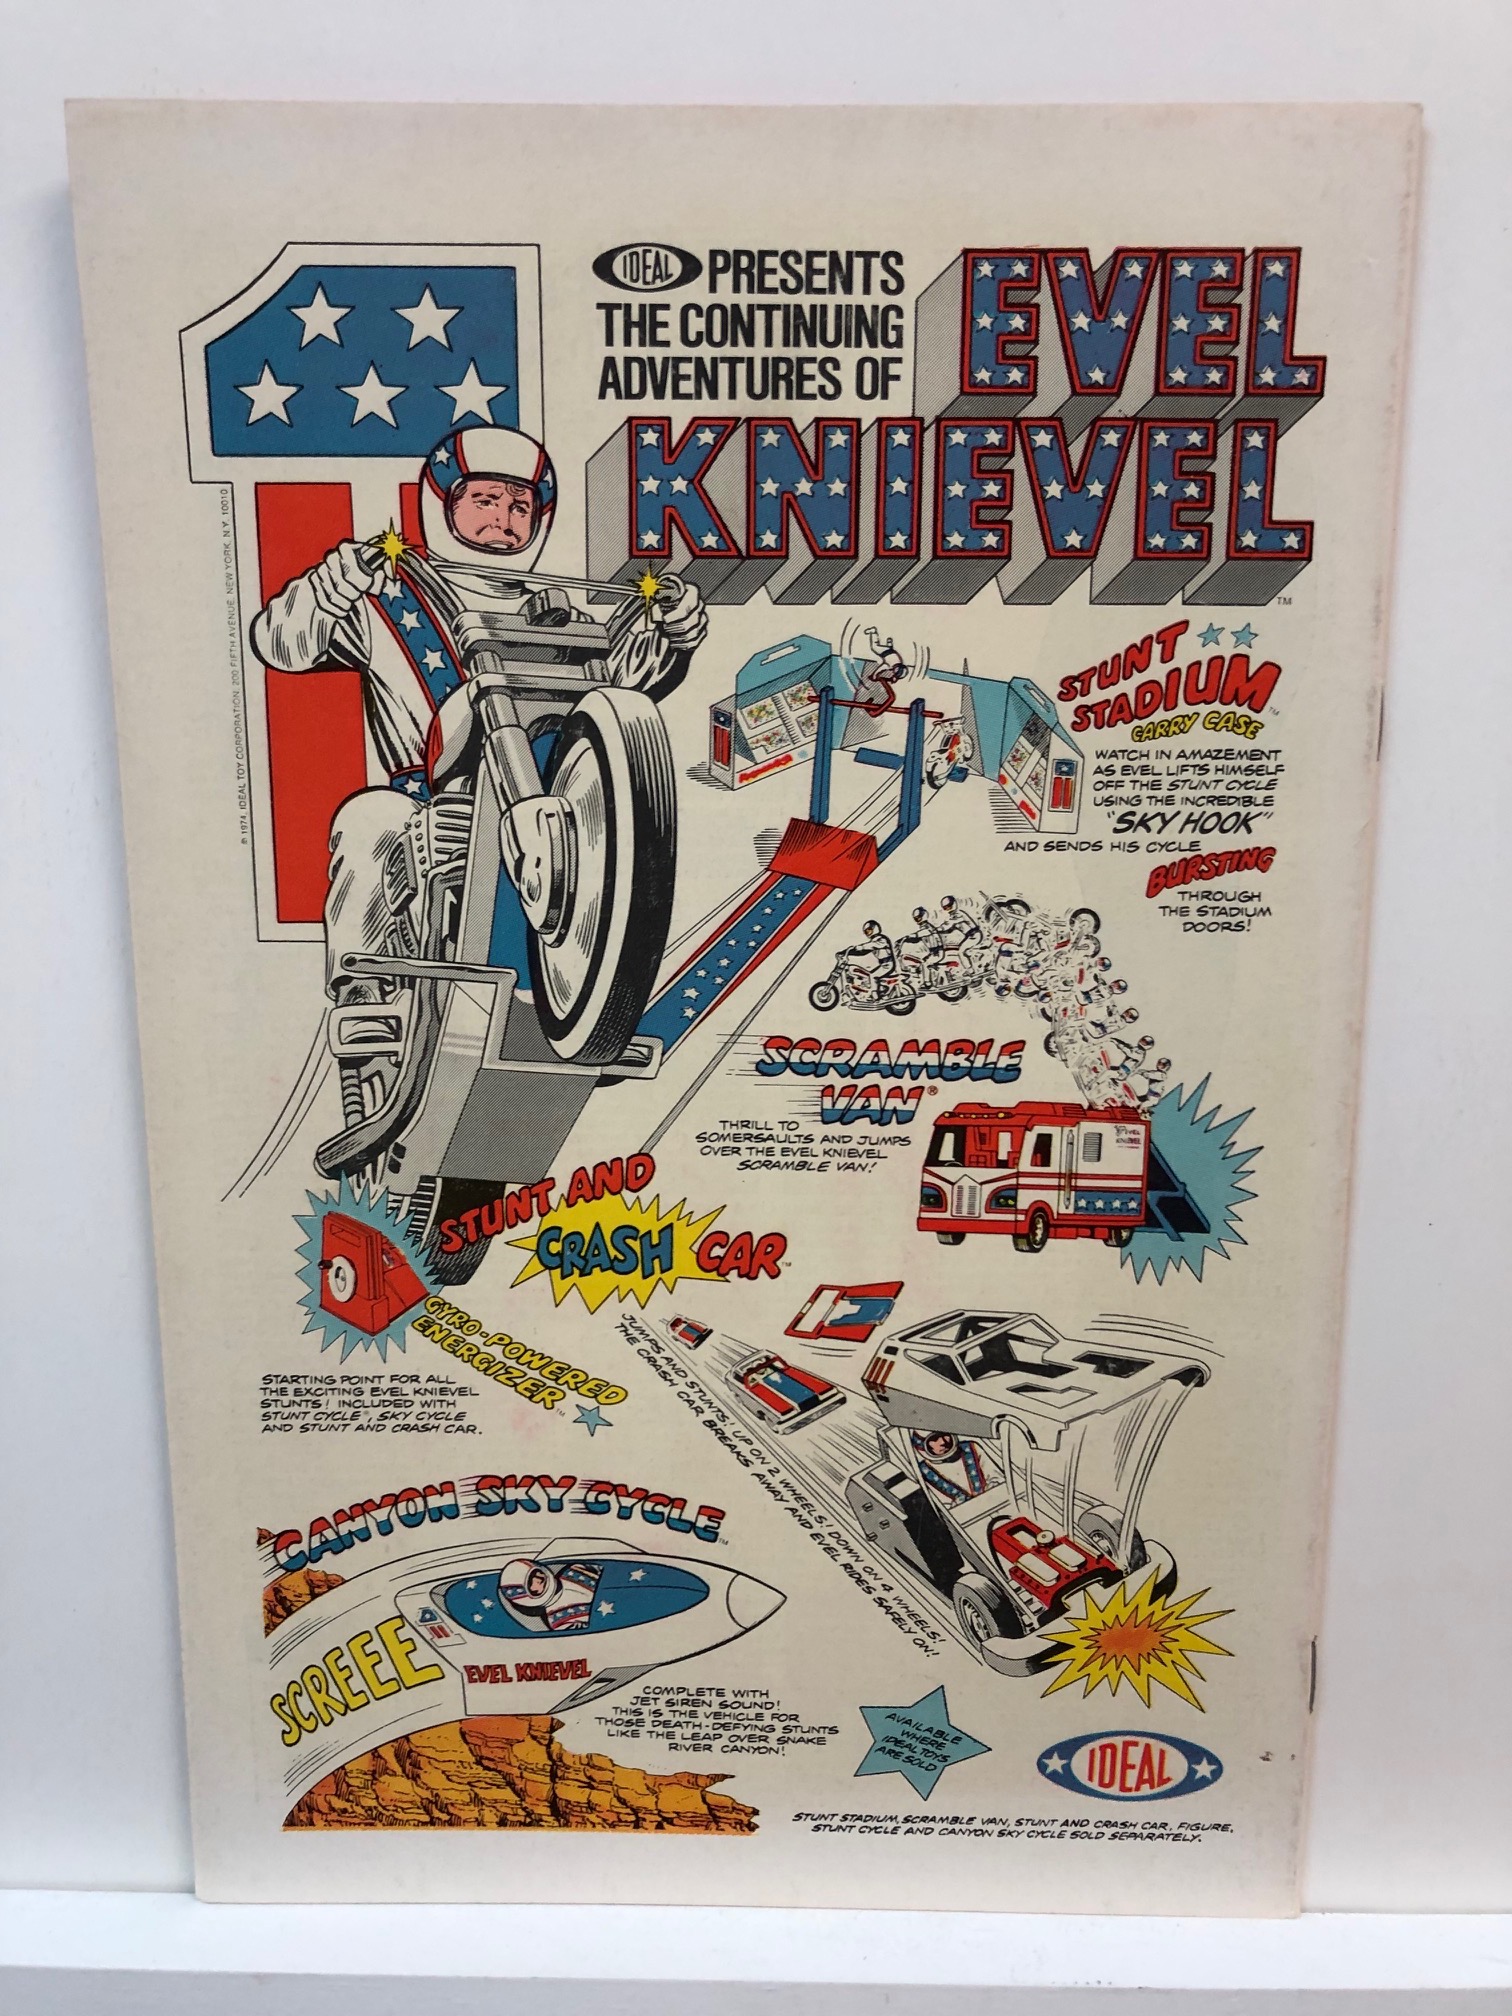 IDEAL PRESENTS
THE CONTINUING
ADVENTURES OF
EVEL
KNIEVEL
TM
© 1974, IDEAL TOY CORPORATION, 200 FIFTH AVENUE, NEW YORK, N.Y. 10010
STUNT
STADIUM
CARRY CASE
WATCH IN AMAZEMENT
AS EVEL LIFTS HIMSELF
OFF THE STUNT CYCLE
USING THE INCREDIBLE
"SKY HOOK"
AND SENDS HIS CYCLE
BURSTING
THROUGH
THE STADIUM
DOORS!
SCRAMBLE
VAN®
THRILL TO
SOMERSAULTS AND JUMPS
OVER THE EVEL KNIEVEL
SCRAMBLE VAN!
EVEL
KNIEVEL
STUNT AND
CRASH CAR™
JUMPS AND STUNTS! UP ON 2 WHEELS! DOWN ON 4 WHEELS!
THE CRASH CAR BREAKS AWAY AND EVEL RIDES SAFELY ON!
GYRO-POWERED
ENERGIZER™
STARTING POINT FOR ALL
THE EXCITING EVEL KNIEVEL
STUNTS! INCLUDED WITH
STUNT CYCLE®, SKY CYCLE
AND STUNT AND CRASH CAR.
CANYON SKY CYCLE™
SCREEE
EVEL KNIEVEL
COMPLETE WITH
JET SIREN SOUND!
THIS IS THE VEHICLE FOR
THOSE DEATH-DEFYING STUNTS
LIKE THE LEAP OVER SNAKE
RIVER CANYON!
AVAILABLE
WHERE
IDEAL TOYS
ARE SOLD
IDEAL
STUNT STADIUM, SCRAMBLE VAN, STUNT AND CRASH CAR, FIGURE,
STUNT CYCLE AND CANYON SKY CYCLE SOLD SEPARATELY.